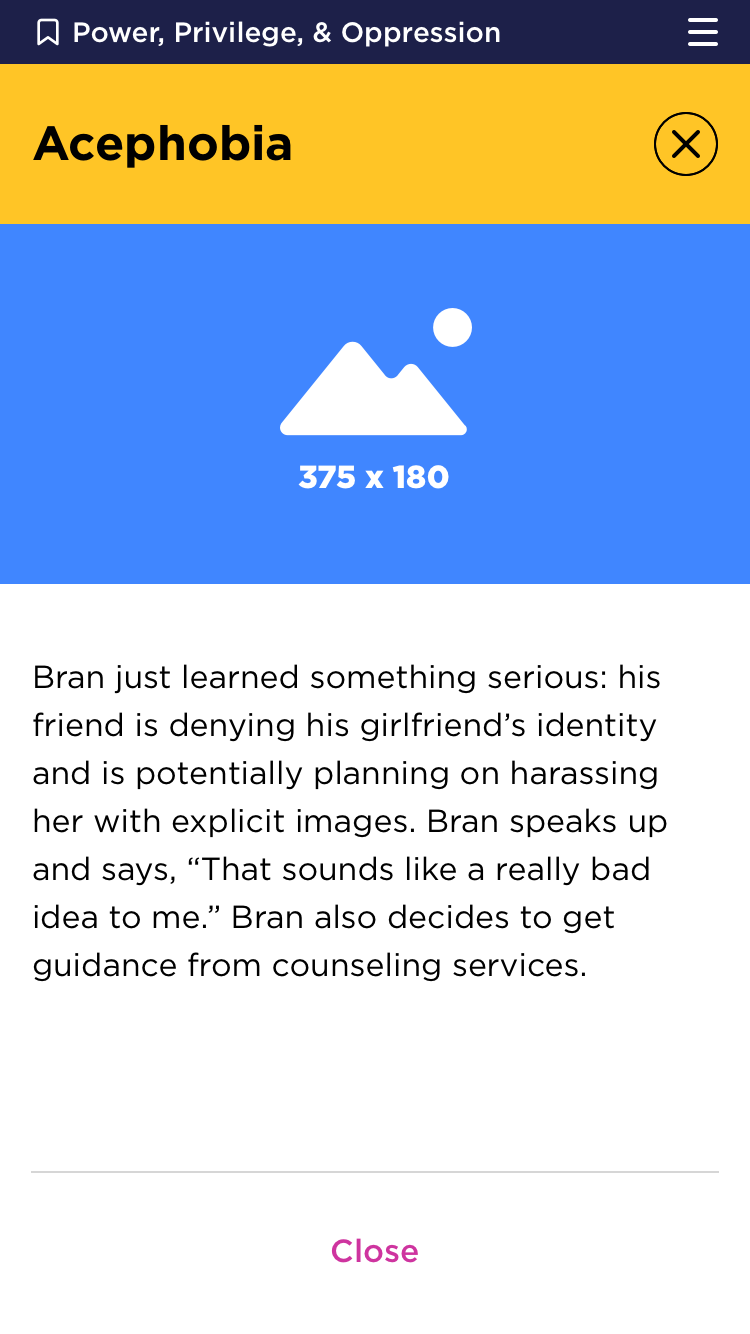 Power, Privilege, & Oppression
Acephobia
375 x 180
Bran just learned something serious: his
friend is denying his girlfriend’s identity
and is potentially planning on harassing
her with explicit images. Bran speaks up
and says, “That sounds like a really bad
idea to me.” Bran also decides to get
guidance from counseling services.
Close